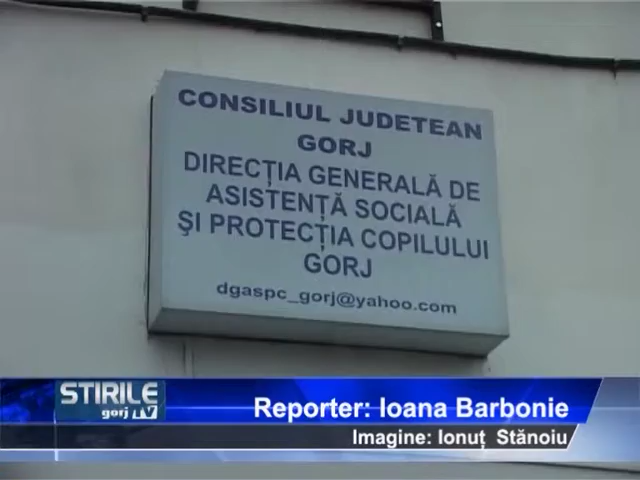 CONSILIUL JUDETEAN
GORJ
DIRECȚIA GENERALĂ DE
ASISTENȚĂ SOCIALĂ
ȘI PROTECȚIA COPILULUI
GORJ
dgaspc_gorj@yahoo.com
STIRILE
gorj TV
Reporter: Ioana Barbonie
Imagine: Ionuț Stănoiu